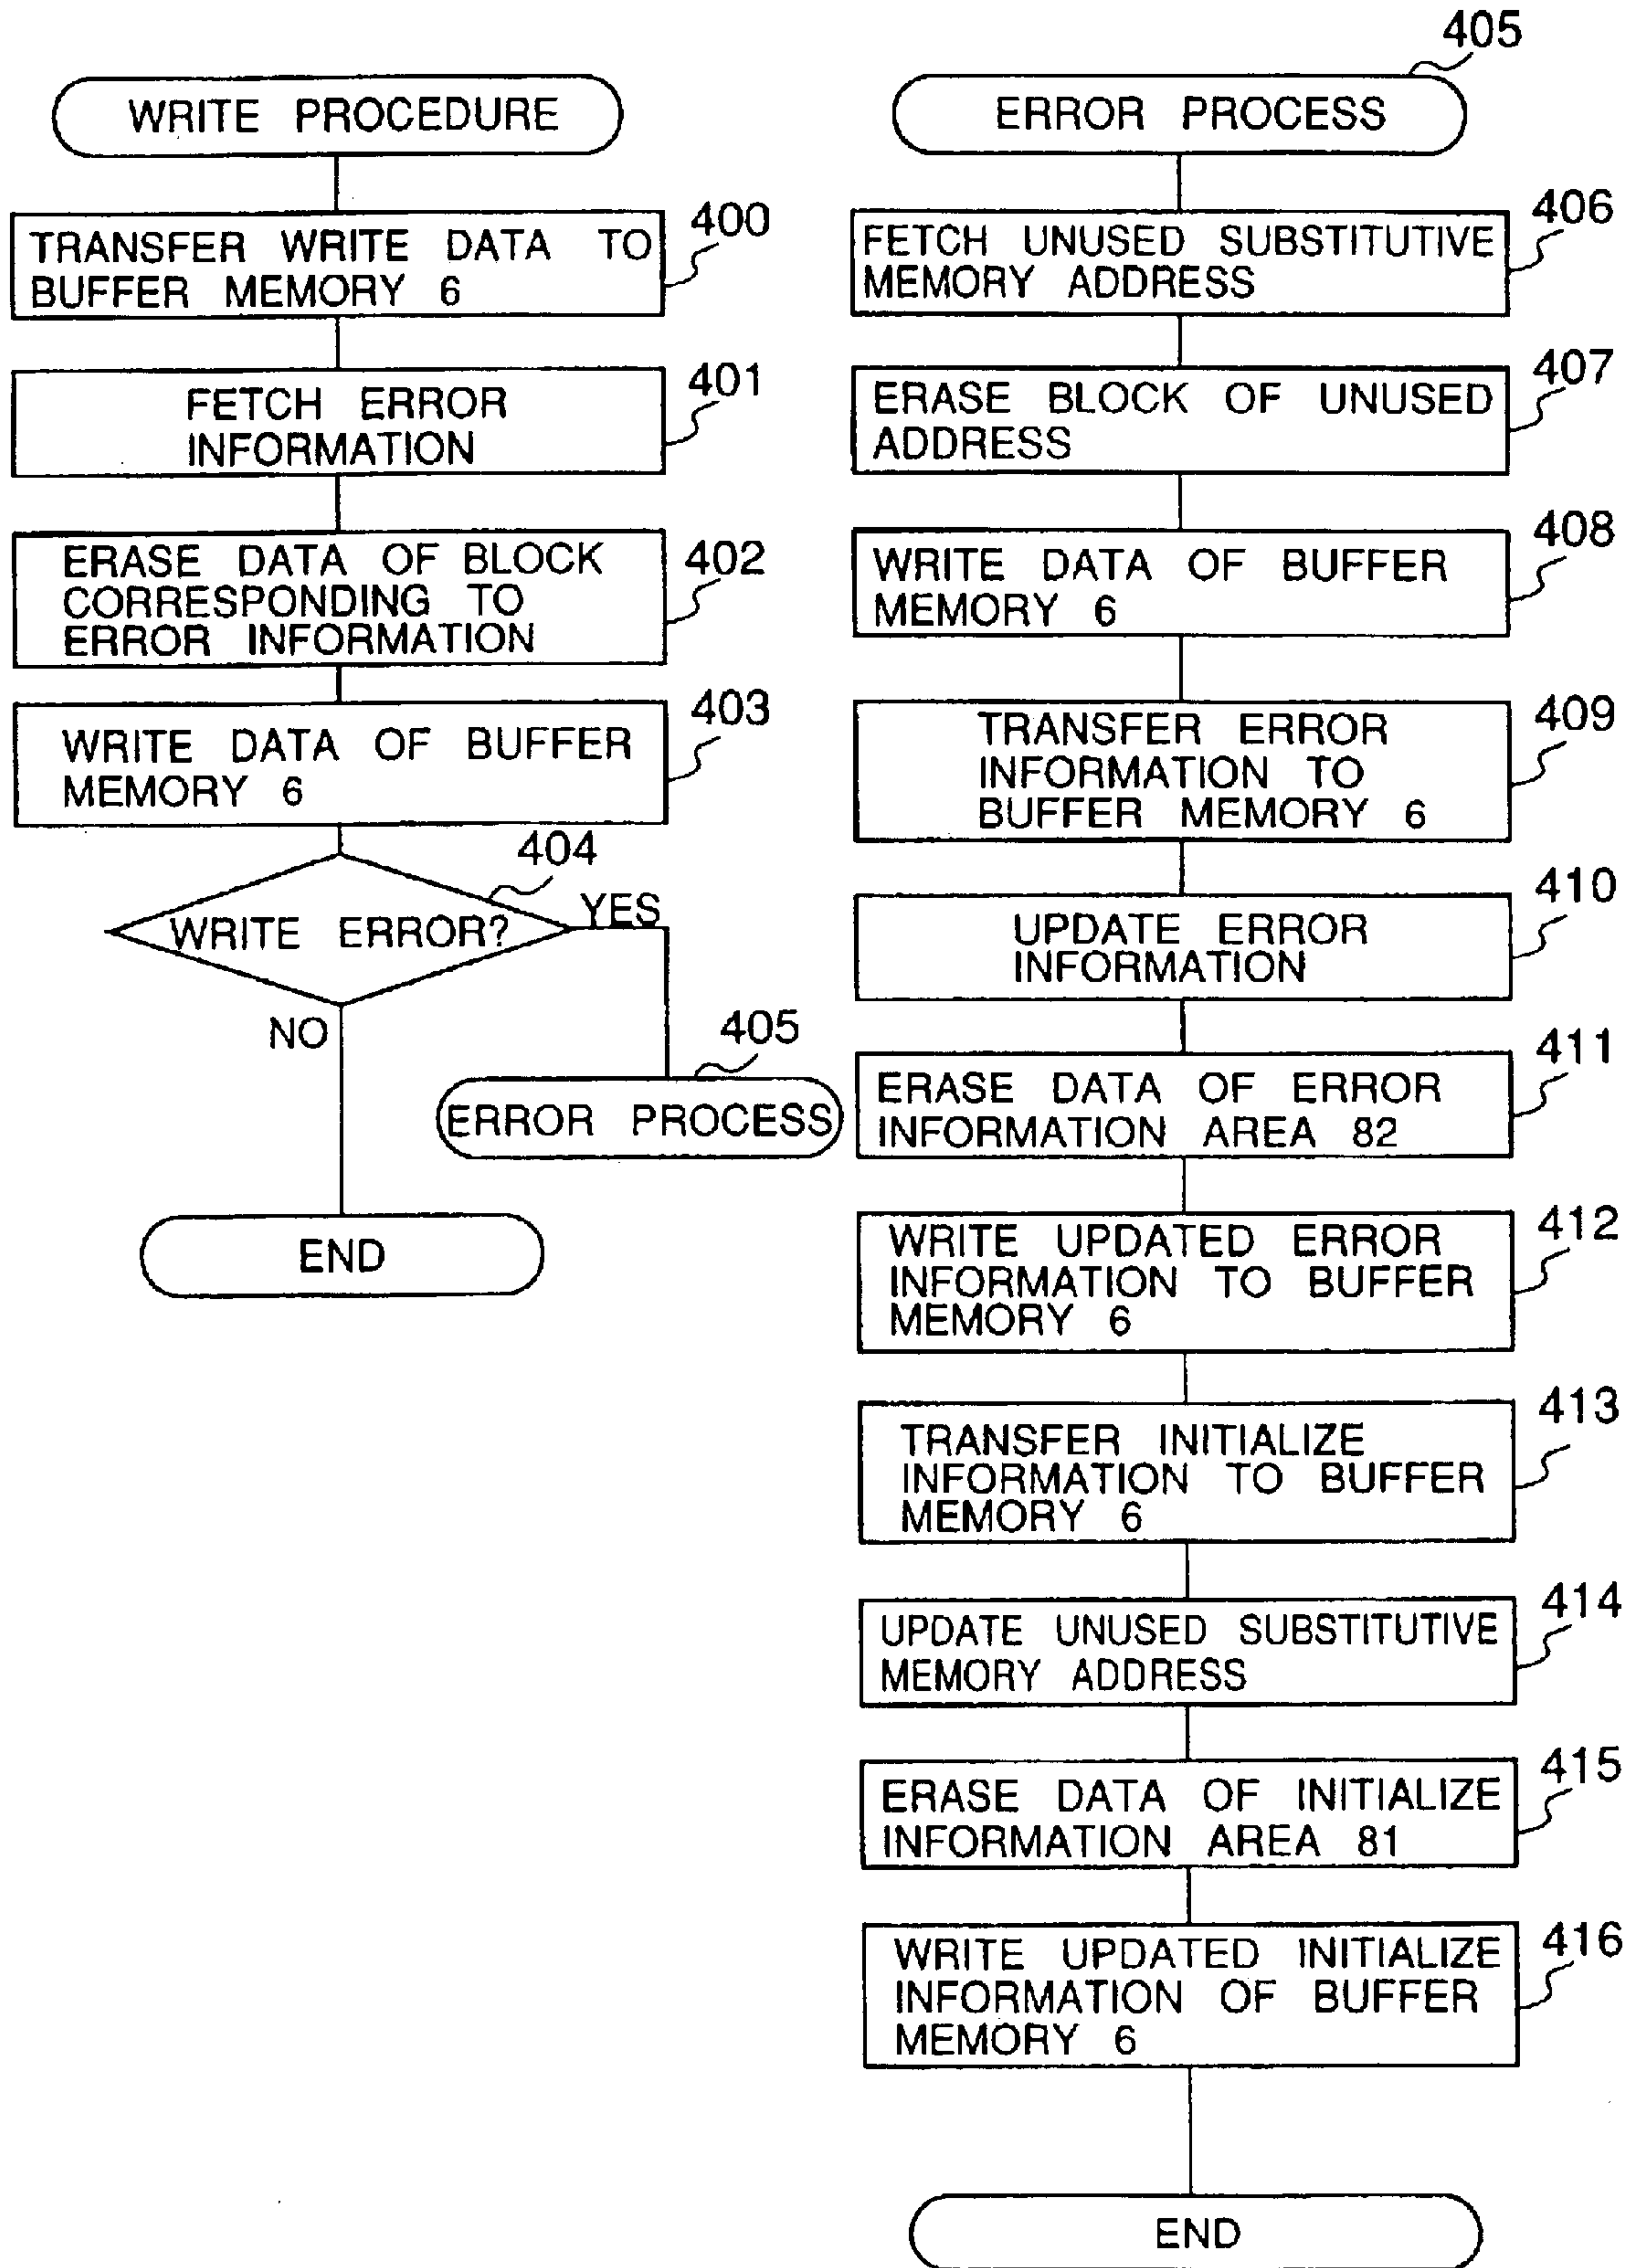 WRITE PROCEDURE
400
TRANSFER WRITE DATA TO
BUFFER MEMORY 6
401
FETCH ERROR
INFORMATION
402
ERASE DATA OF BLOCK
CORRESPONDING TO
ERROR INFORMATION
403
WRITE DATA OF BUFFER
MEMORY 6
404
WRITE ERROR?
YES
NO
405
ERROR PROCESS
END
405
ERROR PROCESS
406
FETCH UNUSED SUBSTITUTIVE
MEMORY ADDRESS
407
ERASE BLOCK OF UNUSED
ADDRESS
408
WRITE DATA OF BUFFER
MEMORY 6
409
TRANSFER ERROR
INFORMATION TO
BUFFER MEMORY 6
410
UPDATE ERROR
INFORMATION
411
ERASE DATA OF ERROR
INFORMATION AREA 82
412
WRITE UPDATED ERROR
INFORMATION TO BUFFER
MEMORY 6
413
TRANSFER INITIALIZE
INFORMATION TO BUFFER
MEMORY 6
414
UPDATE UNUSED SUBSTITUTIVE
MEMORY ADDRESS
415
ERASE DATA OF INITIALIZE
INFORMATION AREA 81
416
WRITE UPDATED INITIALIZE
INFORMATION OF BUFFER
MEMORY 6
END